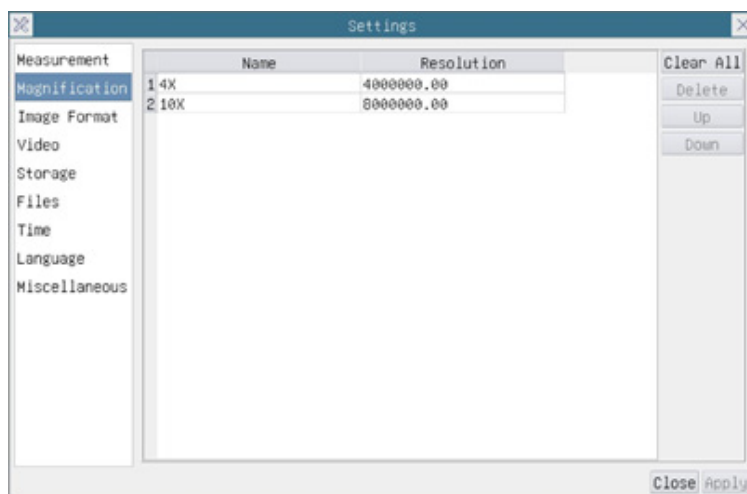 Settings
Measurement
Magnification
Image Format
Video
Storage
Files
Time
Language
Miscellaneous
Name Resolution
1 4X 4000000.00
2 10X 8000000.00
Clear All
Delete
Up
Down
Close Apply